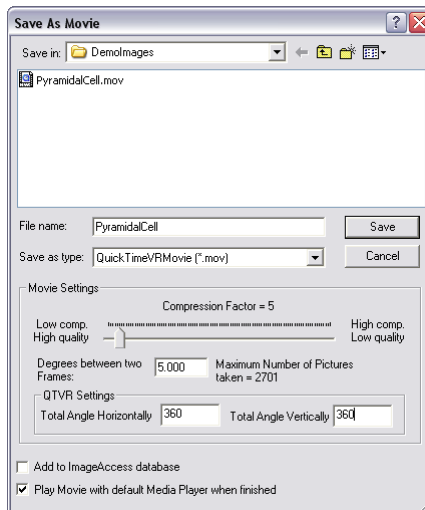 Save As Movie
Save in: DemoImages
PyramidalCell.mov
File name: PyramidalCell Save
Save as type: QuickTimeVRMovie (*.mov) Cancel
Movie Settings
Compression Factor = 5
Low comp. High comp.
High quality Low quality
Degrees between two 5.000 Maximum Number of Pictures
Frames: taken = 2701
QTVR Settings
Total Angle Horizontally 360 Total Angle Vertically 360
Add to ImageAccess database
Play Movie with default Media Player when finished